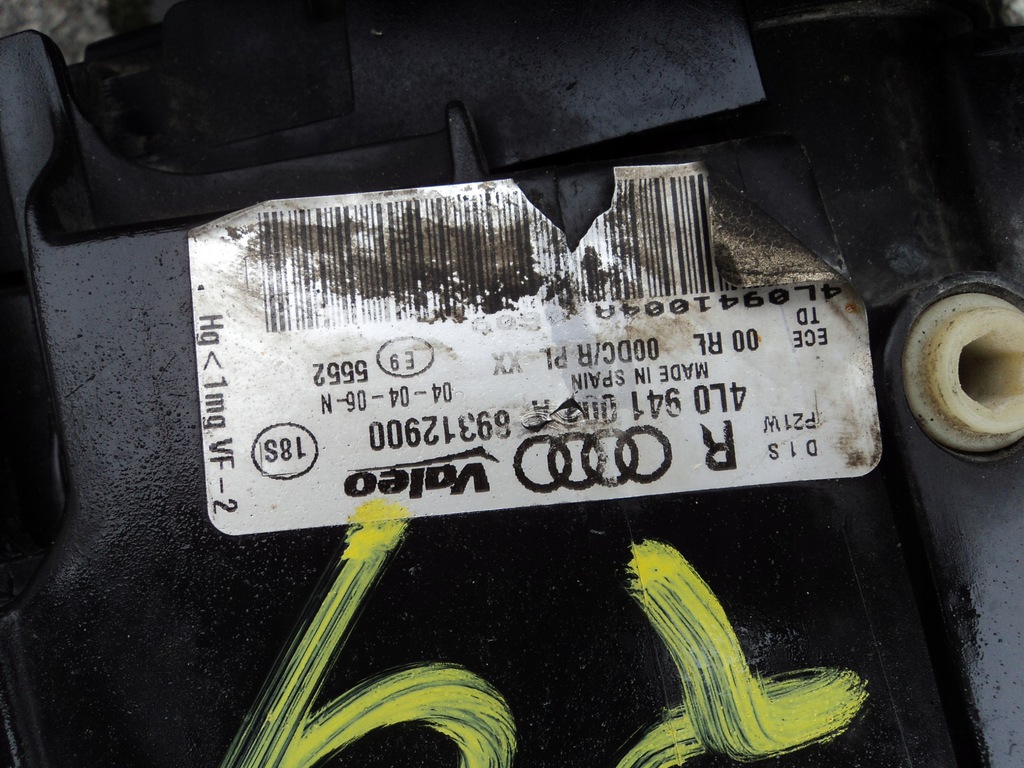 R
Valeo
D1S
P21W
4L0 941 004 A 89312900
18S
MADE IN SPAIN
04-04-06-N
00 RL 00DC/R PL XX
E9
5552
ECE
TD
4L0941004A
Hg < 1mg VF-2